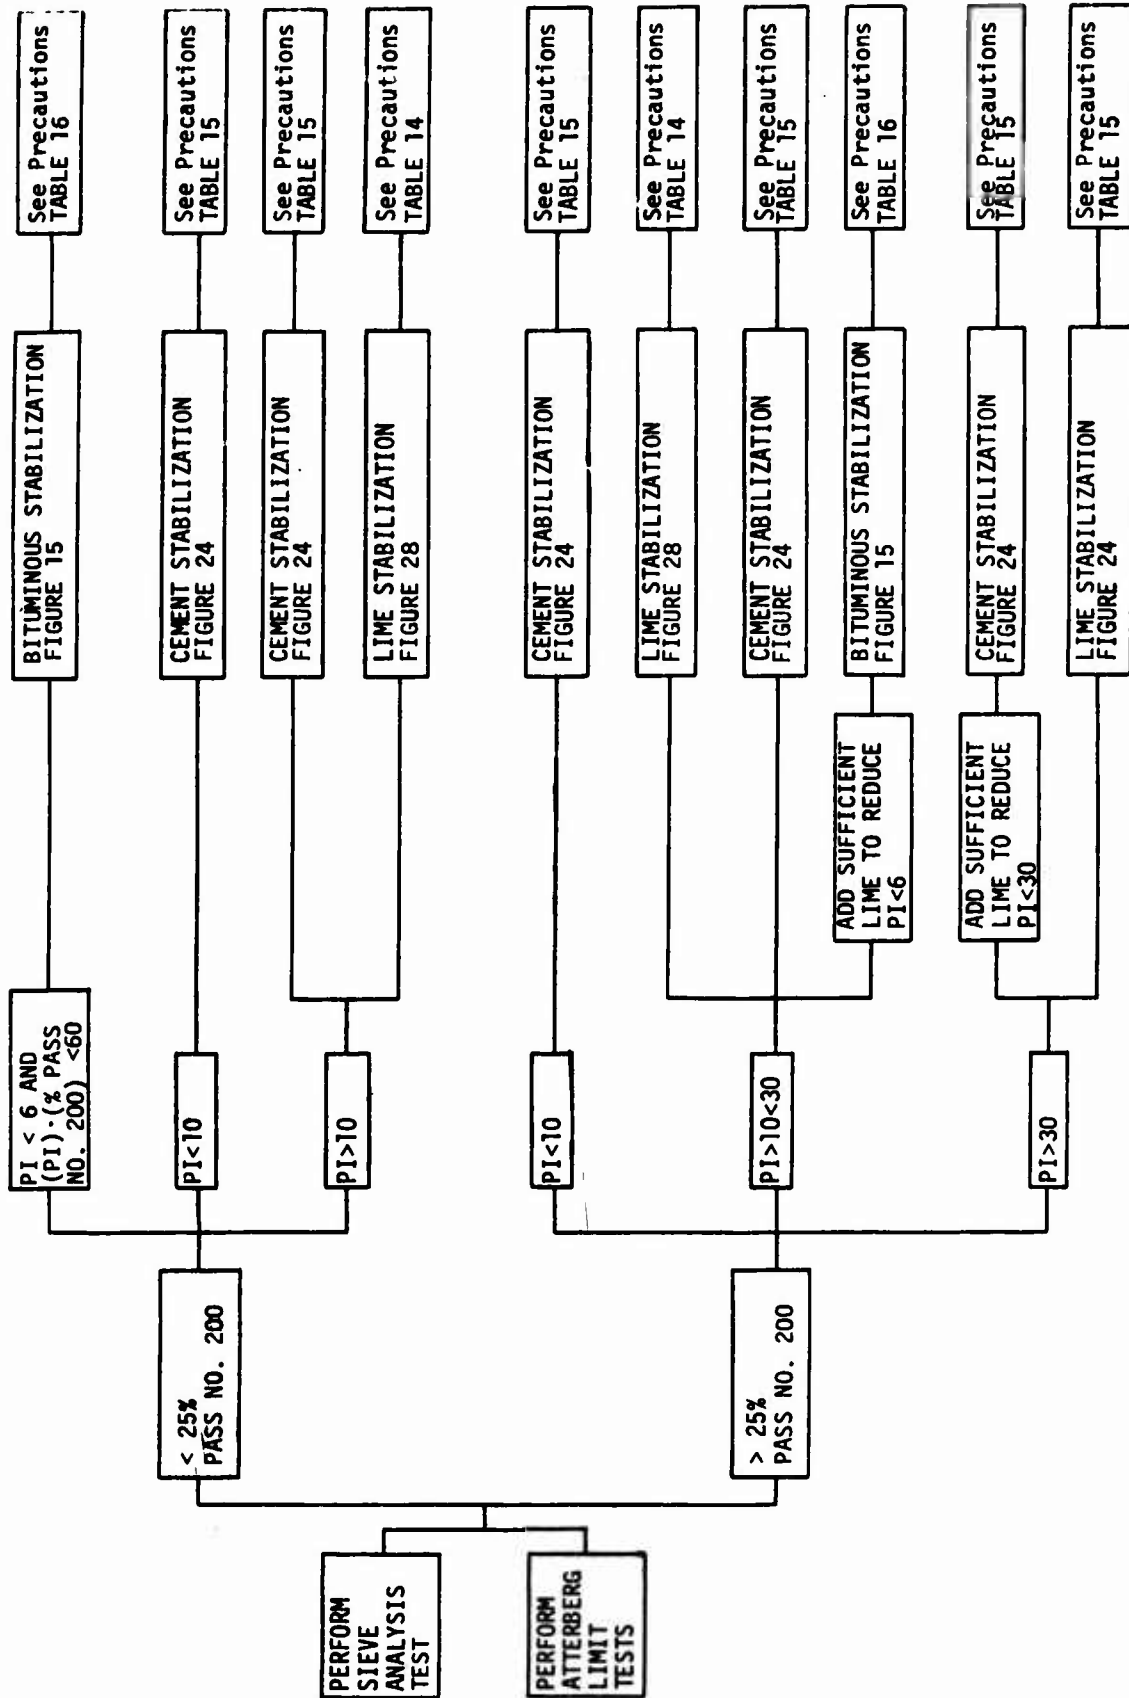 PERFORM
SIEVE
ANALYSIS
TEST
PERFORM
ATTERBERG
LIMIT
TESTS
< 25%
PASS NO. 200
> 25%
PASS NO. 200
PI < 6 AND
(PI)·(% PASS
NO. 200) <60
PI<10
PI>10
PI<10
PI>10<30
PI>30
ADD SUFFICIENT
LIME TO REDUCE
PI<6
ADD SUFFICIENT
LIME TO REDUCE
PI<30
BITUMINOUS STABILIZATION
FIGURE 15
CEMENT STABILIZATION
FIGURE 24
CEMENT STABILIZATION
FIGURE 24
LIME STABILIZATION
FIGURE 28
CEMENT STABILIZATION
FIGURE 24
LIME STABILIZATION
FIGURE 28
CEMENT STABILIZATION
FIGURE 24
BITUMINOUS STABILIZATION
FIGURE 15
CEMENT STABILIZATION
FIGURE 24
LIME STABILIZATION
FIGURE 24
See Precautions
TABLE 16
See Precautions
TABLE 15
See Precautions
TABLE 15
See Precautions
TABLE 14
See Precautions
TABLE 15
See Precautions
TABLE 14
See Precautions
TABLE 15
See Precautions
TABLE 16
See Precautions
TABLE 15
See Precautions
TABLE 15